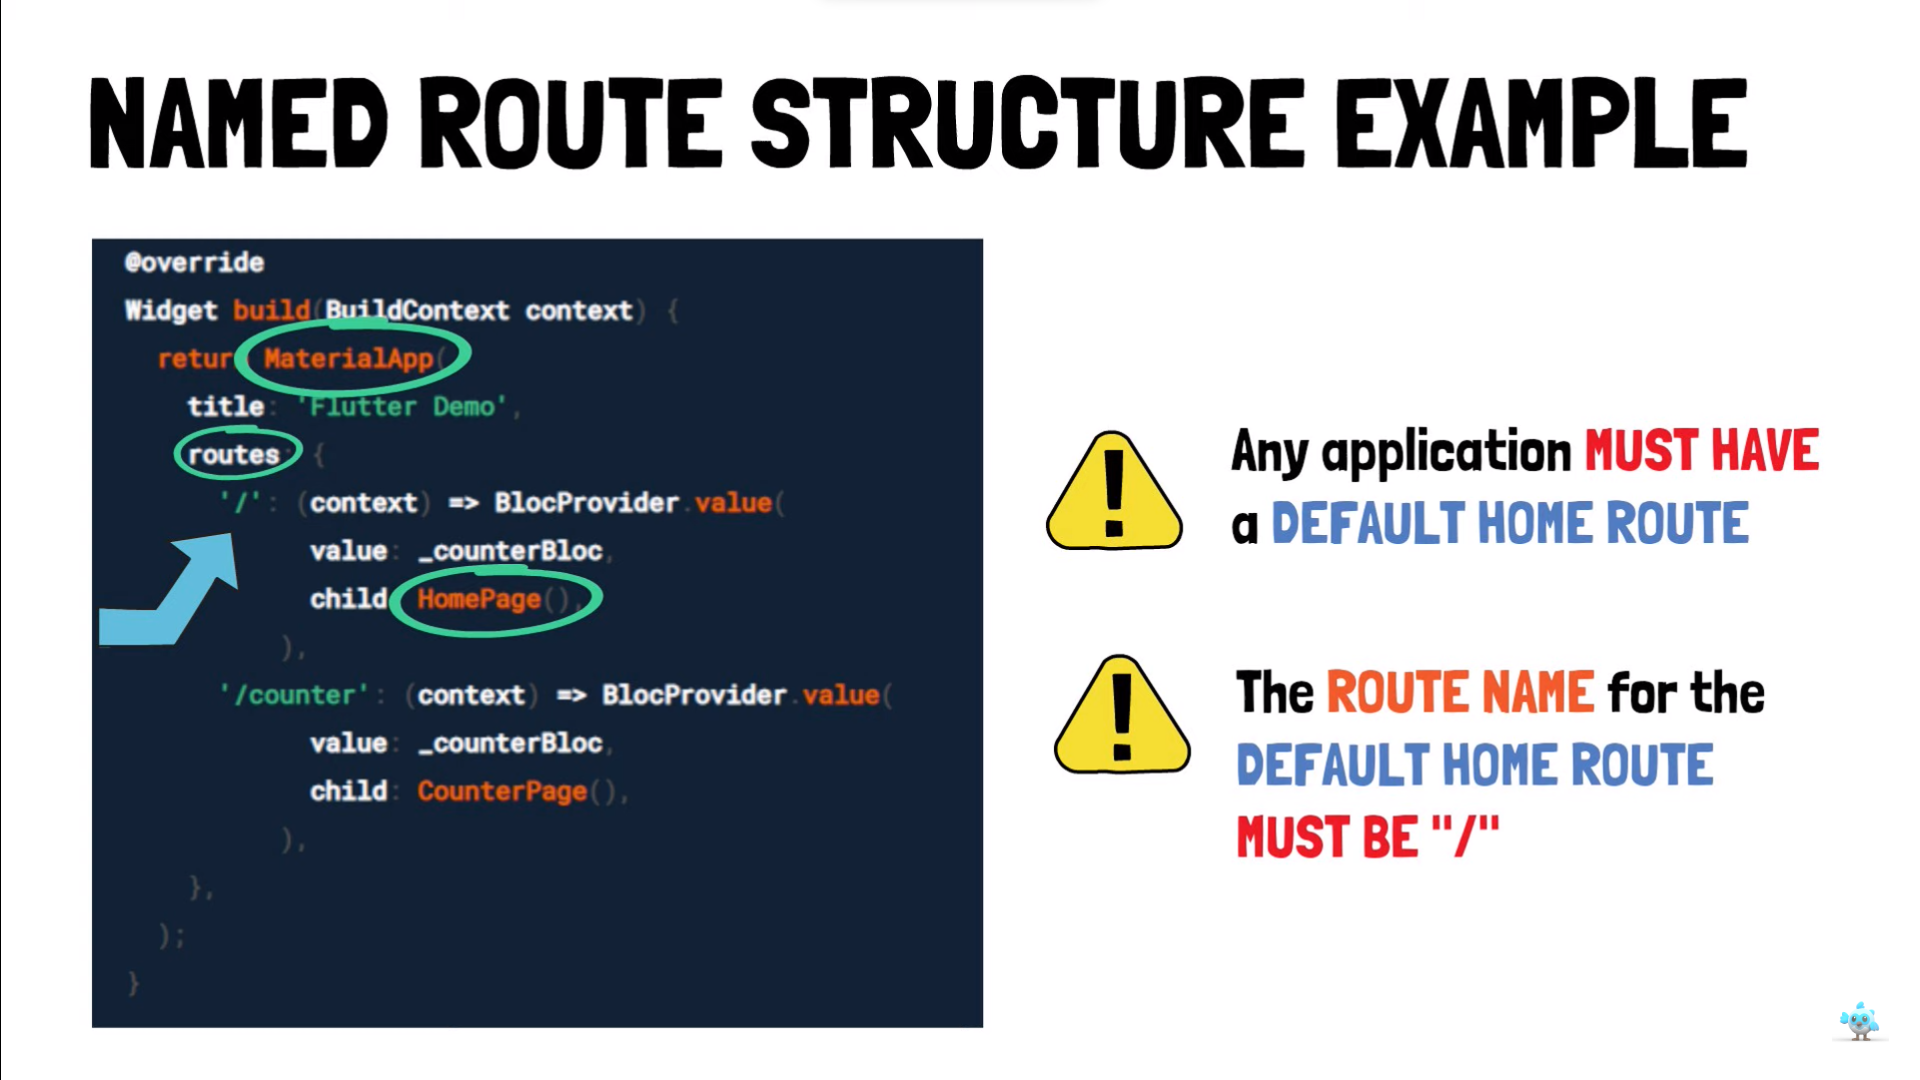 NAMED ROUTE STRUCTURE EXAMPLE
@override
Widget build(BuildContext context) {
return MaterialApp(
title: 'Flutter Demo',
routes: {
'/': (context) => BlocProvider.value(
value: _counterBloc,
child: HomePage(),
),
'/counter': (context) => BlocProvider.value(
value: _counterBloc,
child: CounterPage(),
),
},
);
}
Any application MUST HAVE
a DEFAULT HOME ROUTE
The ROUTE NAME for the
DEFAULT HOME ROUTE
MUST BE "/"